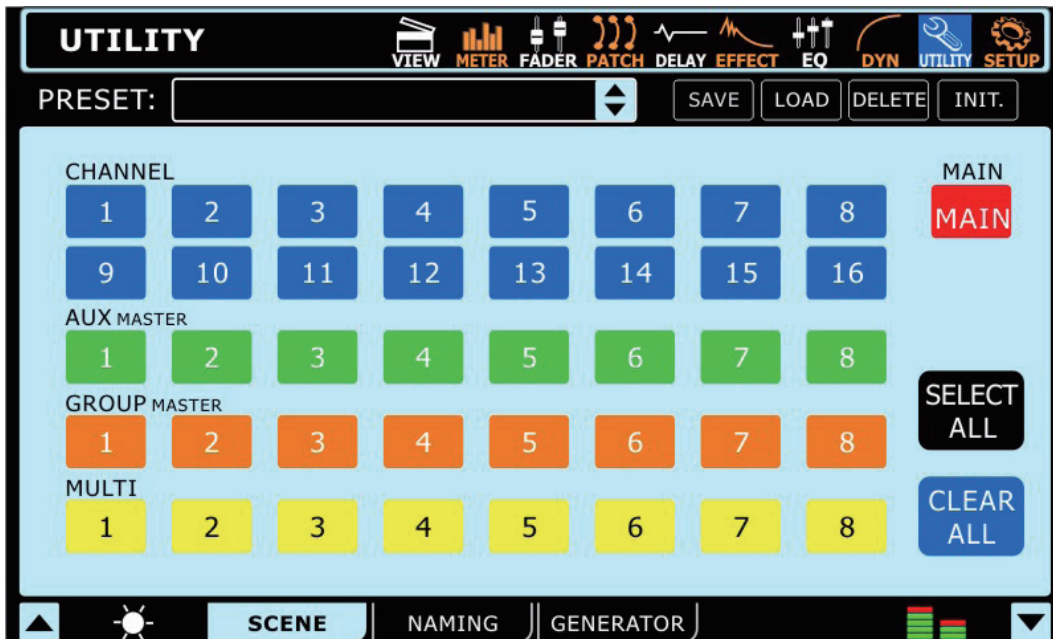 UTILITY
VIEW METER FADER PATCH DELAY EFFECT EQ DYN UTILITY SETUP
PRESET: SAVE LOAD DELETE INIT.
CHANNEL MAIN
1 2 3 4 5 6 7 8 MAIN
9 10 11 12 13 14 15 16
AUX MASTER
1 2 3 4 5 6 7 8
GROUP MASTER
SELECT ALL
1 2 3 4 5 6 7 8
MULTI
1 2 3 4 5 6 7 8
CLEAR ALL
SCENE NAMING GENERATOR